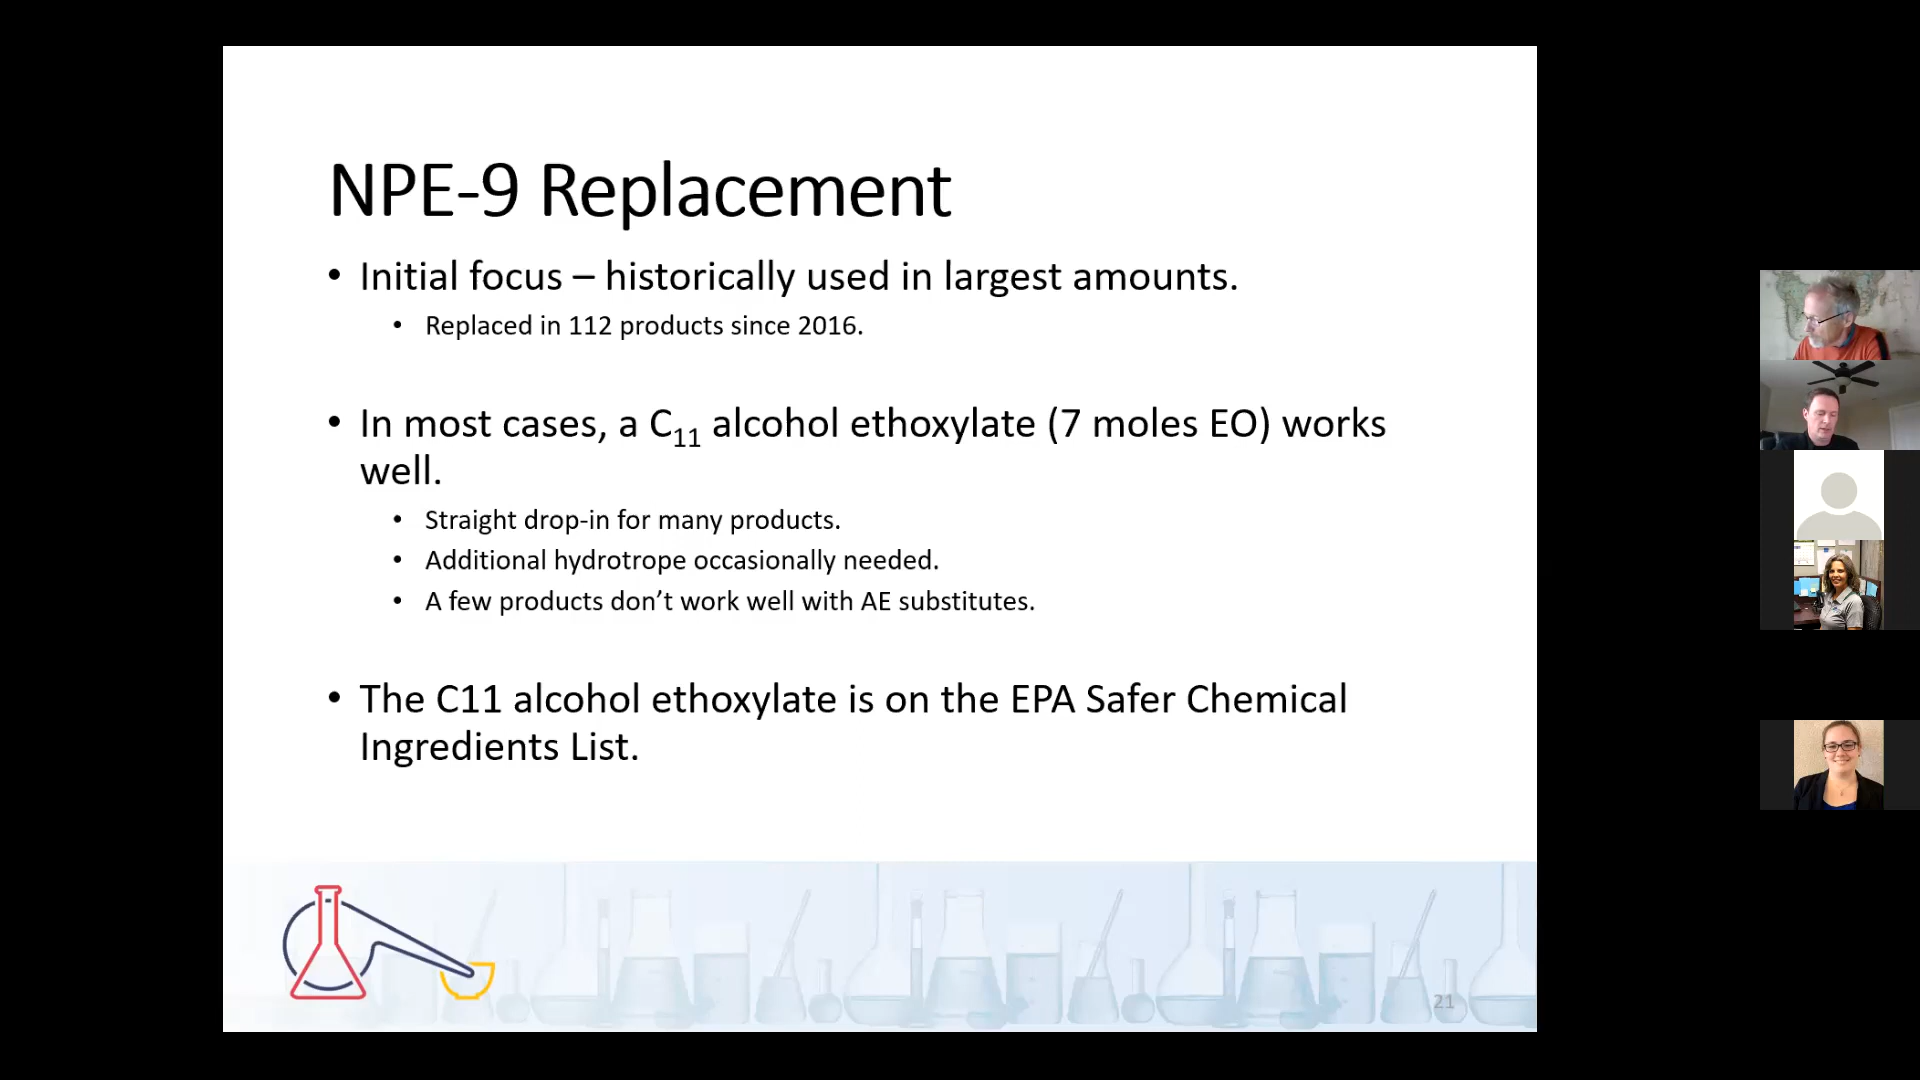 NPE-9 Replacement
• Initial focus – historically used in largest amounts.
• Replaced in 112 products since 2016.
• In most cases, a C₁₁ alcohol ethoxylate (7 moles EO) works
well.
• Straight drop-in for many products.
• Additional hydrotrope occasionally needed.
• A few products don’t work well with AE substitutes.
• The C11 alcohol ethoxylate is on the EPA Safer Chemical
Ingredients List.
21